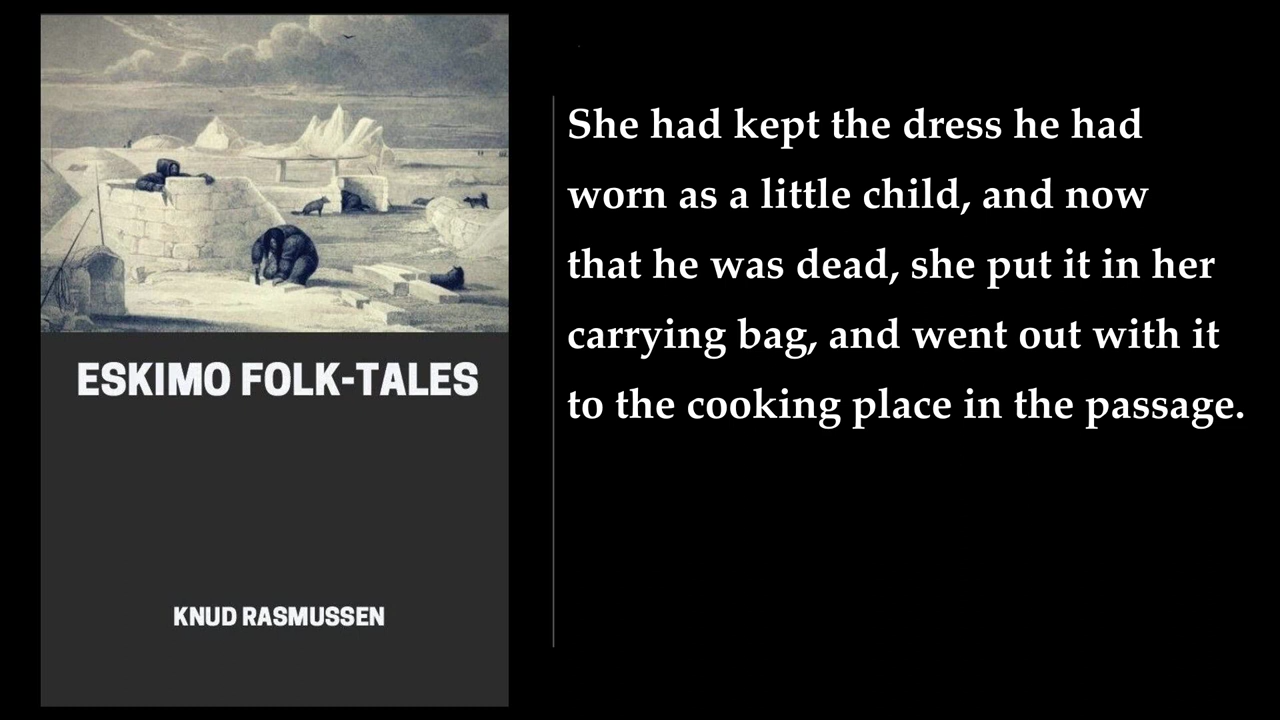 ESKIMO FOLK-TALES
KNUD RASMUSSEN
She had kept the dress he had
worn as a little child, and now
that he was dead, she put it in her
carrying bag, and went out with it
to the cooking place in the passage.